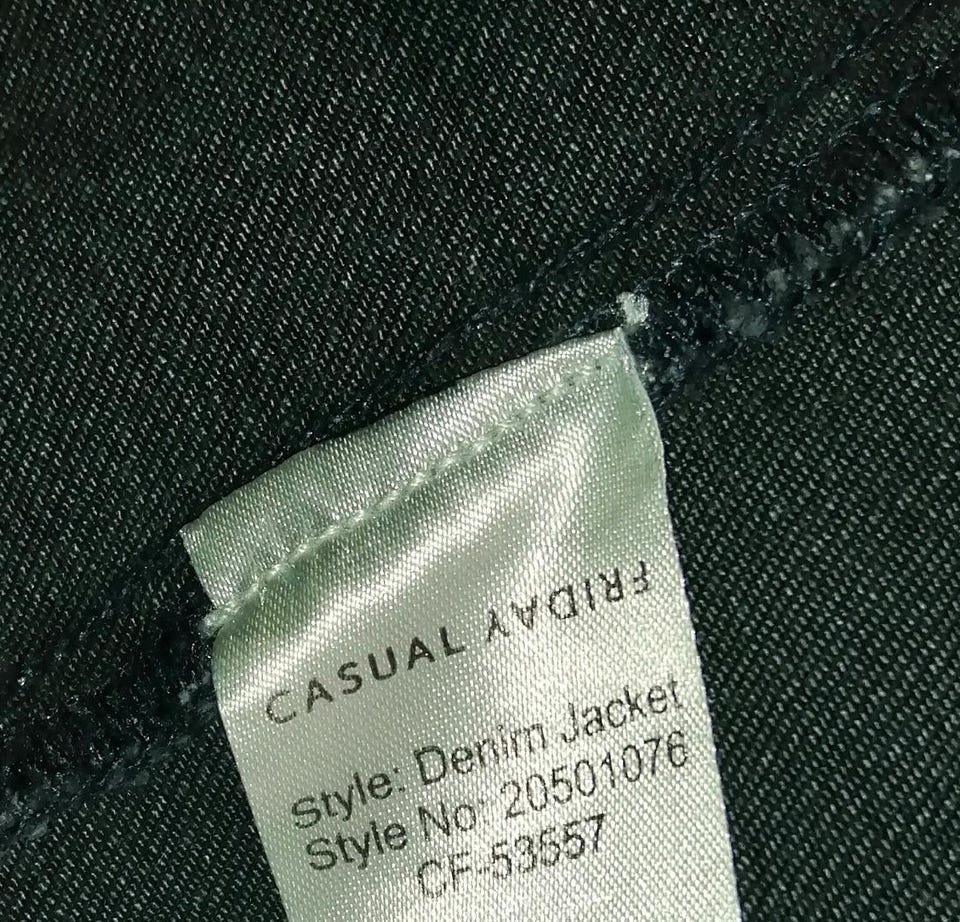 CASUAL FRIDAY
Style: Denim Jacket
Style No: 20501076
CF-53557